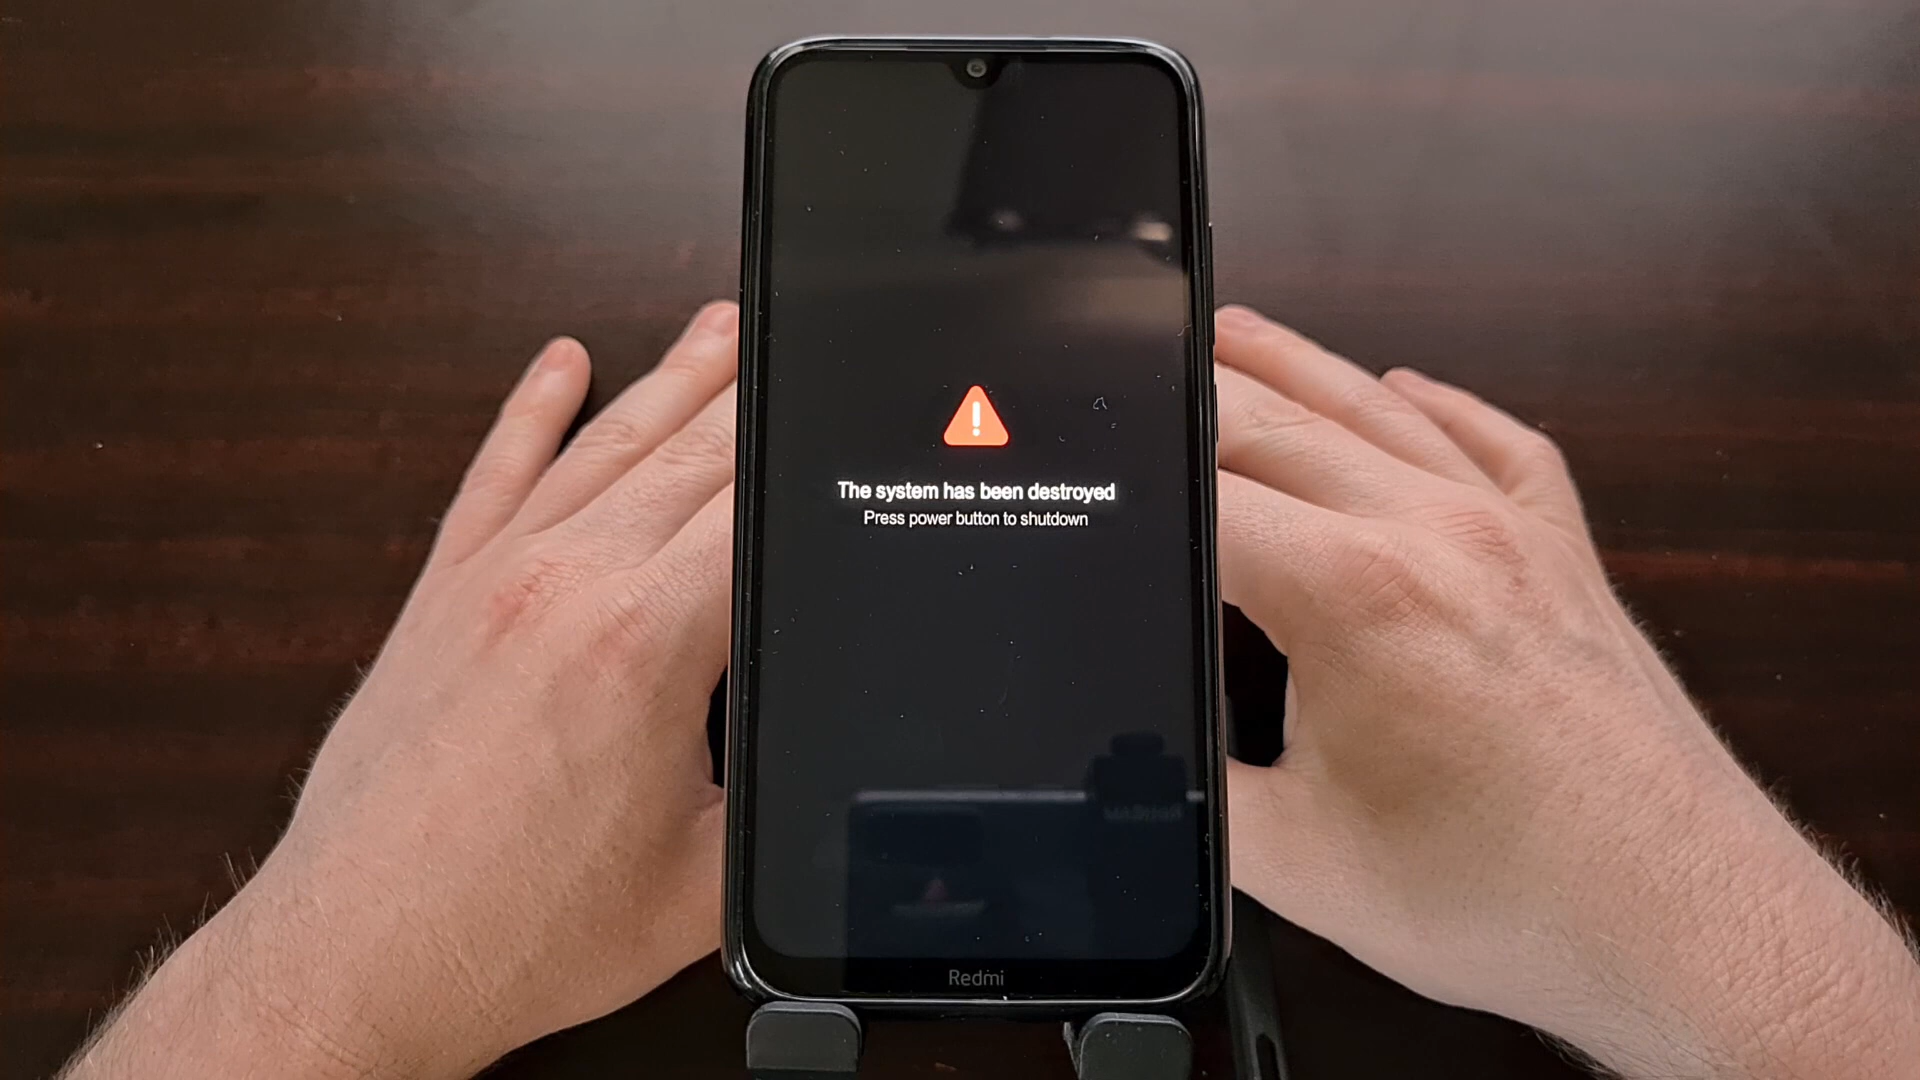 The system has been destroyed
Press power button to shutdown
Redmi